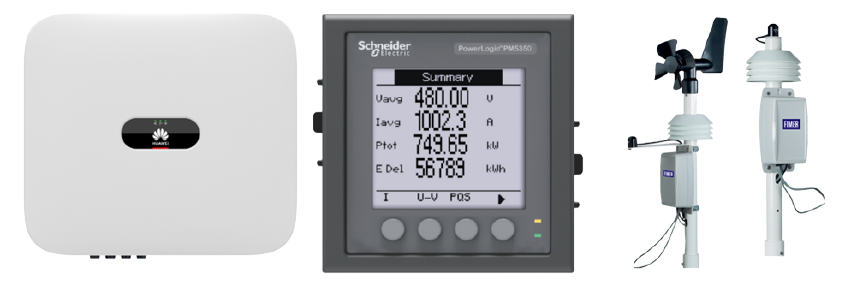 HUAWEI
Schneider
Electric
PowerLogic PM5350
Summary
Vavg 480.00 V
Iavg 1002.3 A
Ptot 749.65 kW
E Del 56789 kWh
I U-V PQS
FIMER
FIMER